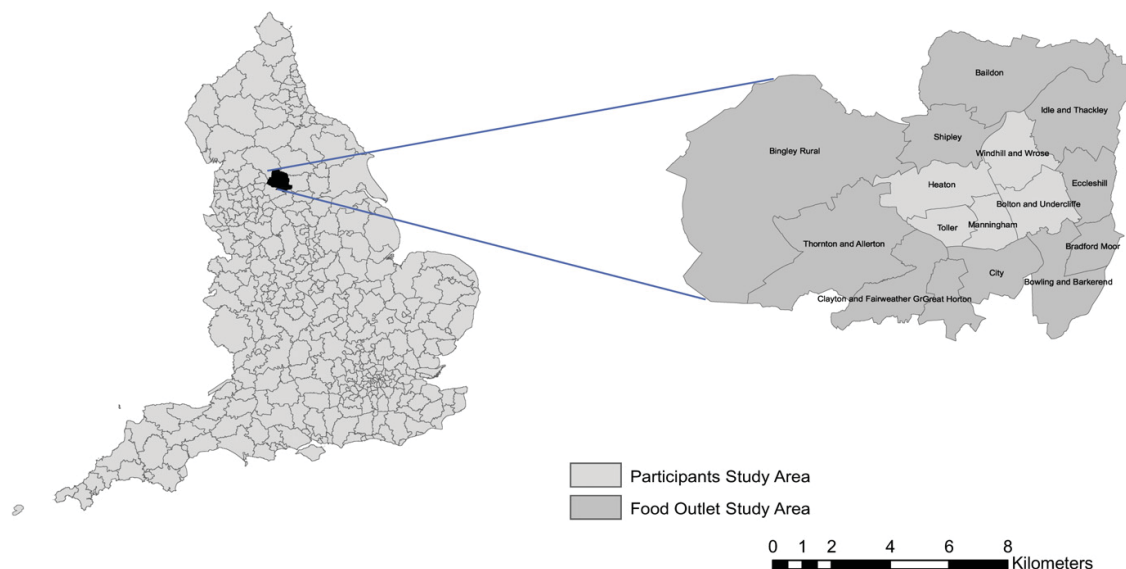 Baildon
Idle and Thackley
Shipley
Bingley Rural
Windhill and Wrose
Heaton
Eccleshill
Bolton and Undercliffe
Toller
Manningham
Thornton and Allerton
Bradford Moor
City
Bowling and Barkerend
Clayton and Fairweather Gr
Great Horton
Participants Study Area
Food Outlet Study Area
0 1 2 4 6 8
Kilometers